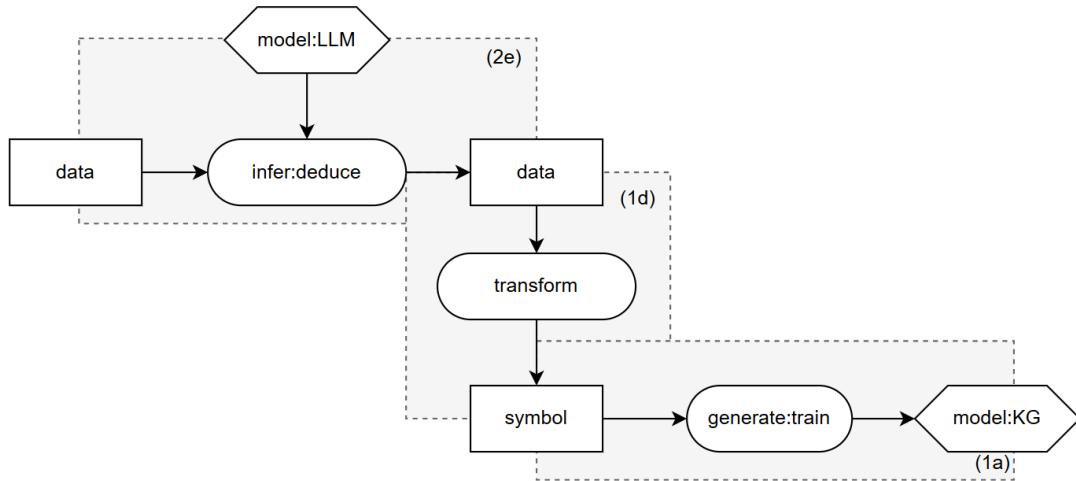 model:LLM
(2e)
data
infer:deduce
data
(1d)
transform
symbol
generate:train
model:KG
(1a)